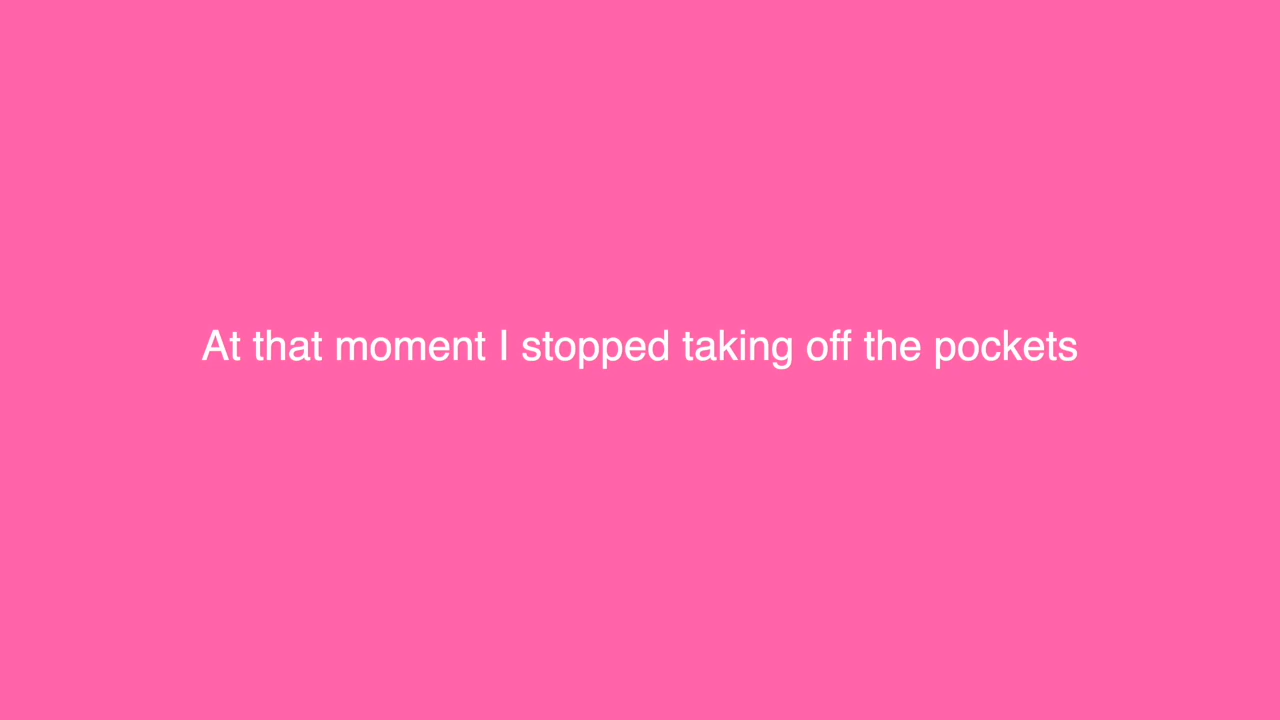 At that moment I stopped taking off the pockets